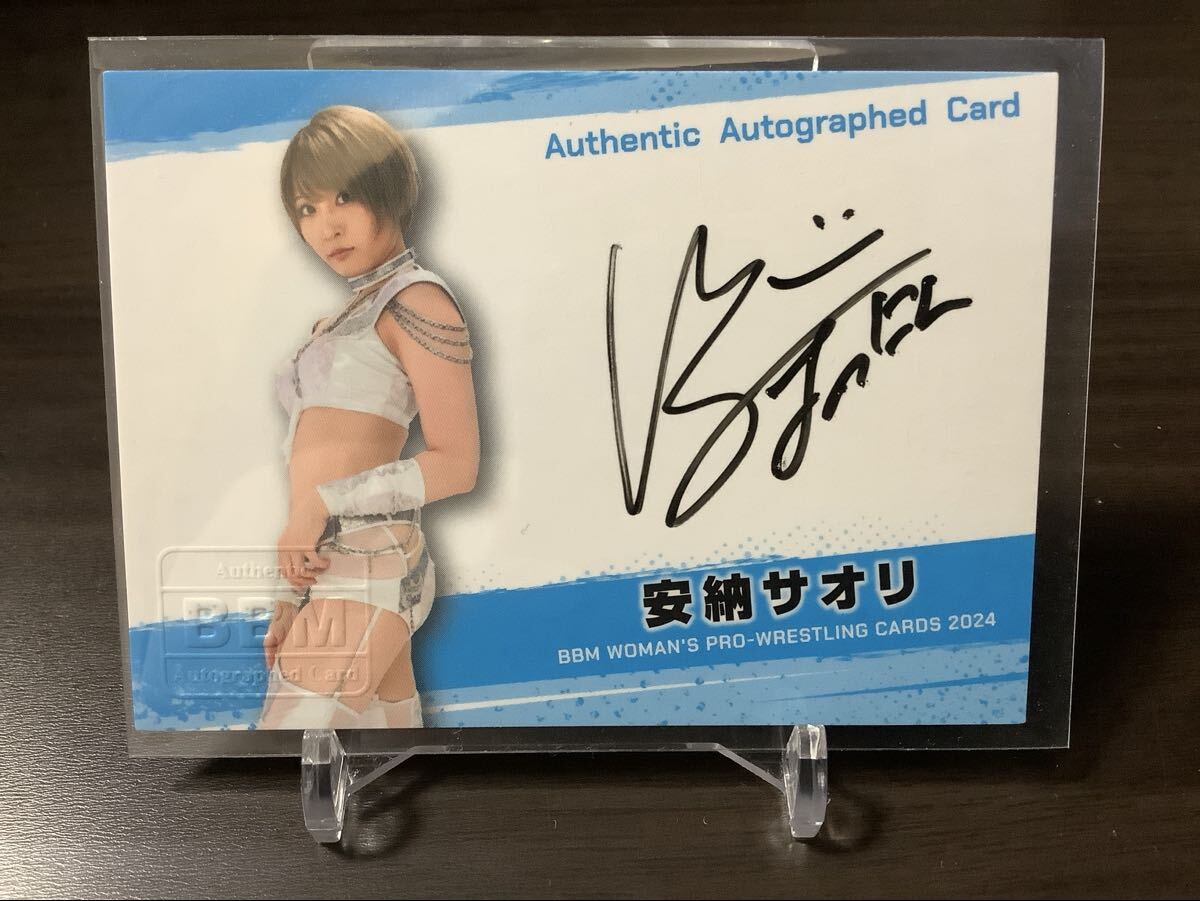 Authentic Autographed Card
安納サオリ
BBM WOMAN'S PRO-WRESTLING CARDS 2024
Authentic
BBM
Autographed Card